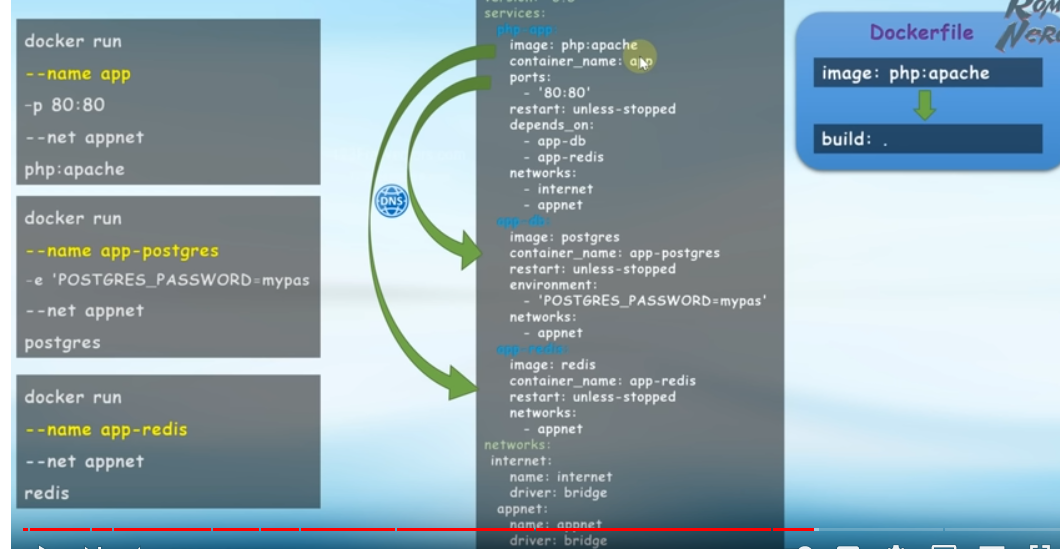 docker run
--name app
-p 80:80
--net appnet
php:apache
docker run
--name app-postgres
-e 'POSTGRES_PASSWORD=mypas
--net appnet
postgres
docker run
--name app-redis
--net appnet
redis
DNS
services:
php-app:
image: php:apache
container_name: app
ports:
- '80:80'
restart: unless-stopped
depends_on:
- app-db
- app-redis
networks:
- internet
- appnet
app-db:
image: postgres
container_name: app-postgres
restart: unless-stopped
environment:
- 'POSTGRES_PASSWORD=mypas'
networks:
- appnet
app-redis:
image: redis
container_name: app-redis
restart: unless-stopped
networks:
- appnet
networks:
internet:
name: internet
driver: bridge
appnet:
name: appnet
driver: bridge
Dockerfile
image: php:apache
build: .